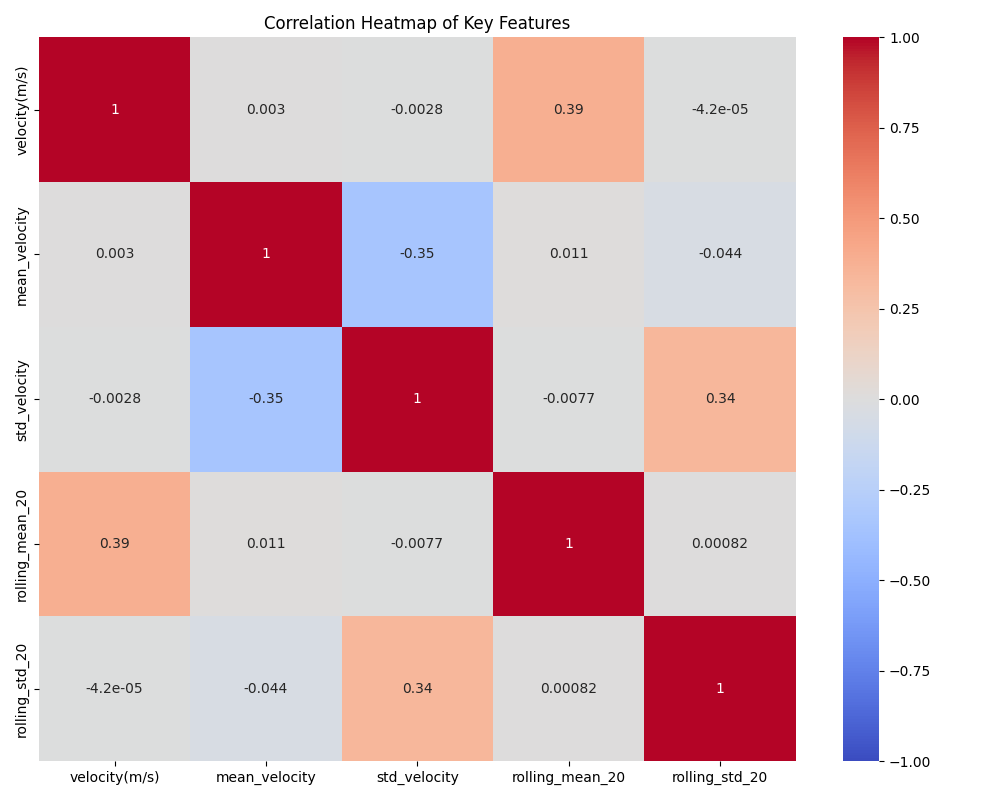 Correlation Heatmap of Key Features
velocity(m/s)
1
0.003
-0.0028
0.39
-4.2e-05
mean_velocity
0.003
1
-0.35
0.011
-0.044
std_velocity
-0.0028
-0.35
1
-0.0077
0.34
rolling_mean_20
0.39
0.011
-0.0077
1
0.00082
rolling_std_20
-4.2e-05
-0.044
0.34
0.00082
1
velocity(m/s)
mean_velocity
std_velocity
rolling_mean_20
rolling_std_20
1.00
0.75
0.50
0.25
0.00
−0.25
−0.50
−0.75
−1.00